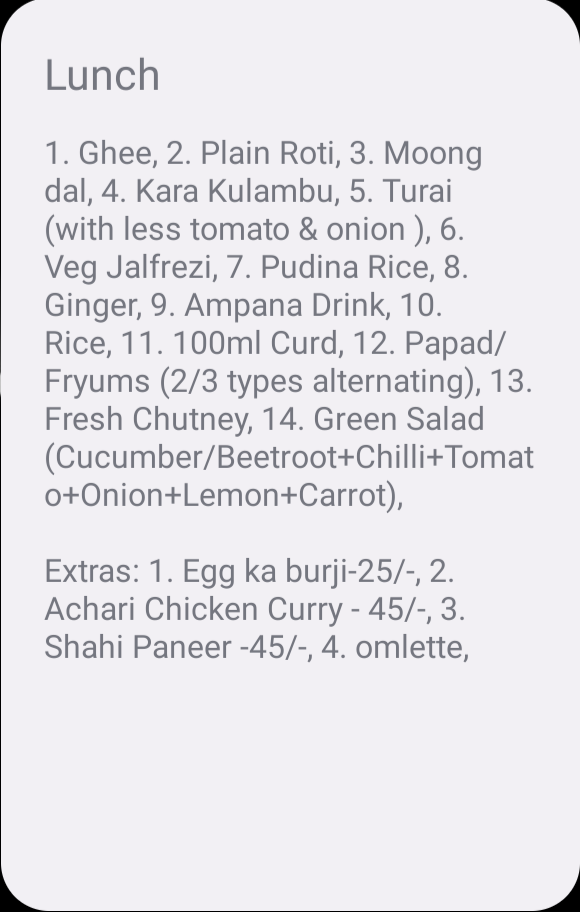 Lunch
1. Ghee, 2. Plain Roti, 3. Moong
dal, 4. Kara Kulambu, 5. Turai
(with less tomato & onion ), 6.
Veg Jalfrezi, 7. Pudina Rice, 8.
Ginger, 9. Ampana Drink, 10.
Rice, 11. 100ml Curd, 12. Papad/
Fryums (2/3 types alternating), 13.
Fresh Chutney, 14. Green Salad
(Cucumber/Beetroot+Chilli+Tomat
o+Onion+Lemon+Carrot),
Extras: 1. Egg ka burji-25/-, 2.
Achari Chicken Curry - 45/-, 3.
Shahi Paneer -45/-, 4. omlette,